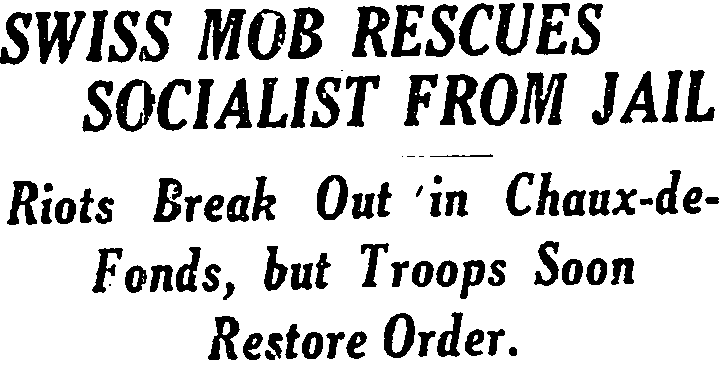 SWISS MOB RESCUES
SOCIALIST FROM JAIL
Riots Break Out in Chaux-de-
Fonds, but Troops Soon
Restore Order.